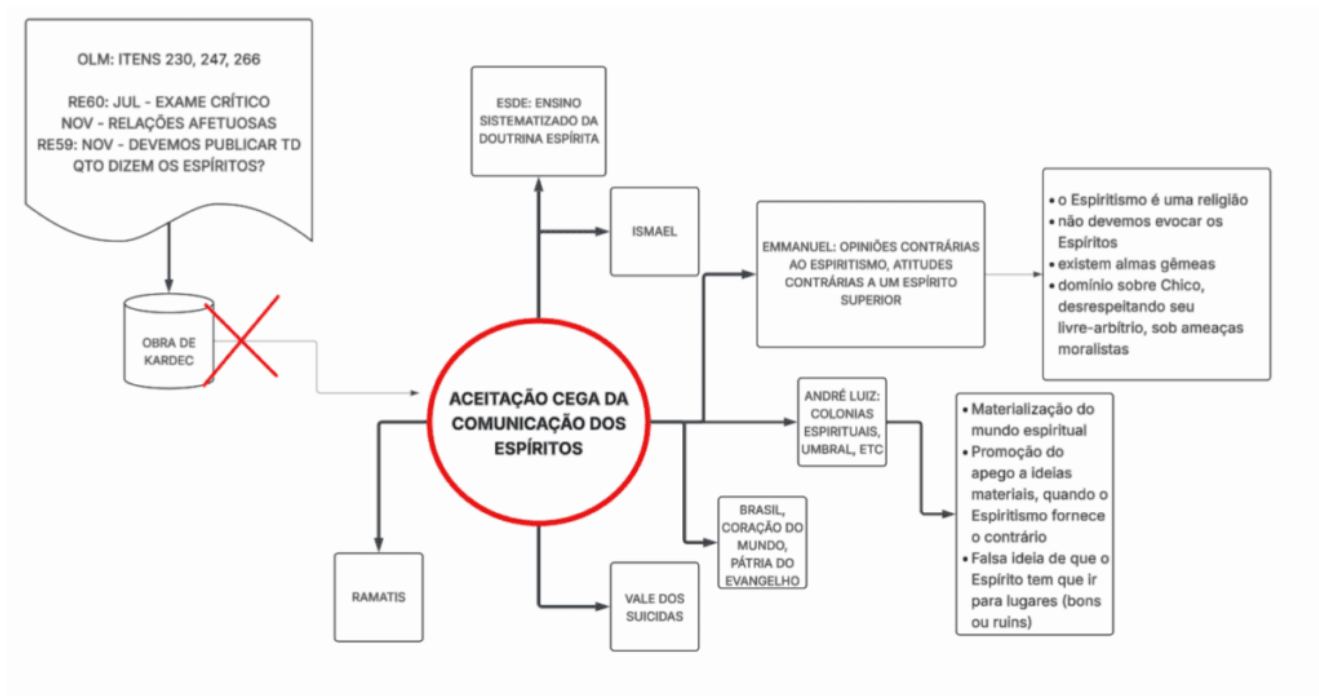 OLM: ITENS 230, 247, 266
RE60: JUL - EXAME CRÍTICO
NOV - RELAÇÕES AFETUOSAS
RE59: NOV - DEVEMOS PUBLICAR TD
QTO DIZEM OS ESPÍRITOS?
OBRA DE
KARDEC
ESDE: ENSINO
SISTEMATIZADO DA
DOUTRINA ESPÍRITA
ISMAEL
EMMANUEL: OPINIÕES CONTRÁRIAS
AO ESPIRITISMO, ATITUDES
CONTRÁRIAS A UM ESPÍRITO
SUPERIOR
• o Espiritismo é uma religião
• não devemos evocar os
Espíritos
• existem almas gêmeas
• domínio sobre Chico,
desrespeitando seu
livre-arbítrio, sob ameaças
moralistas
ACEITAÇÃO CEGA DA
COMUNICAÇÃO DOS
ESPÍRITOS
ANDRÉ LUIZ:
COLONIAS
ESPIRITUAIS,
UMBRAL, ETC
• Materialização do
mundo espiritual
• Promoção do
apego a ideias
materiais, quando o
Espiritismo fornece
o contrário
• Falsa ideia de que o
Espírito tem que ir
para lugares (bons
ou ruins)
BRASIL,
CORAÇÃO DO
MUNDO,
PÁTRIA DO
EVANGELHO
RAMATIS
VALE DOS
SUICIDAS